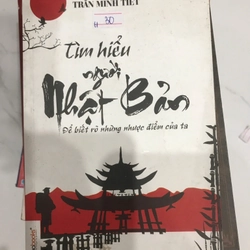 TRẦN MINH TIẾT
H 30
Tìm hiểu
người
Nhật Bản
Để biết rõ những nhược điểm của ta